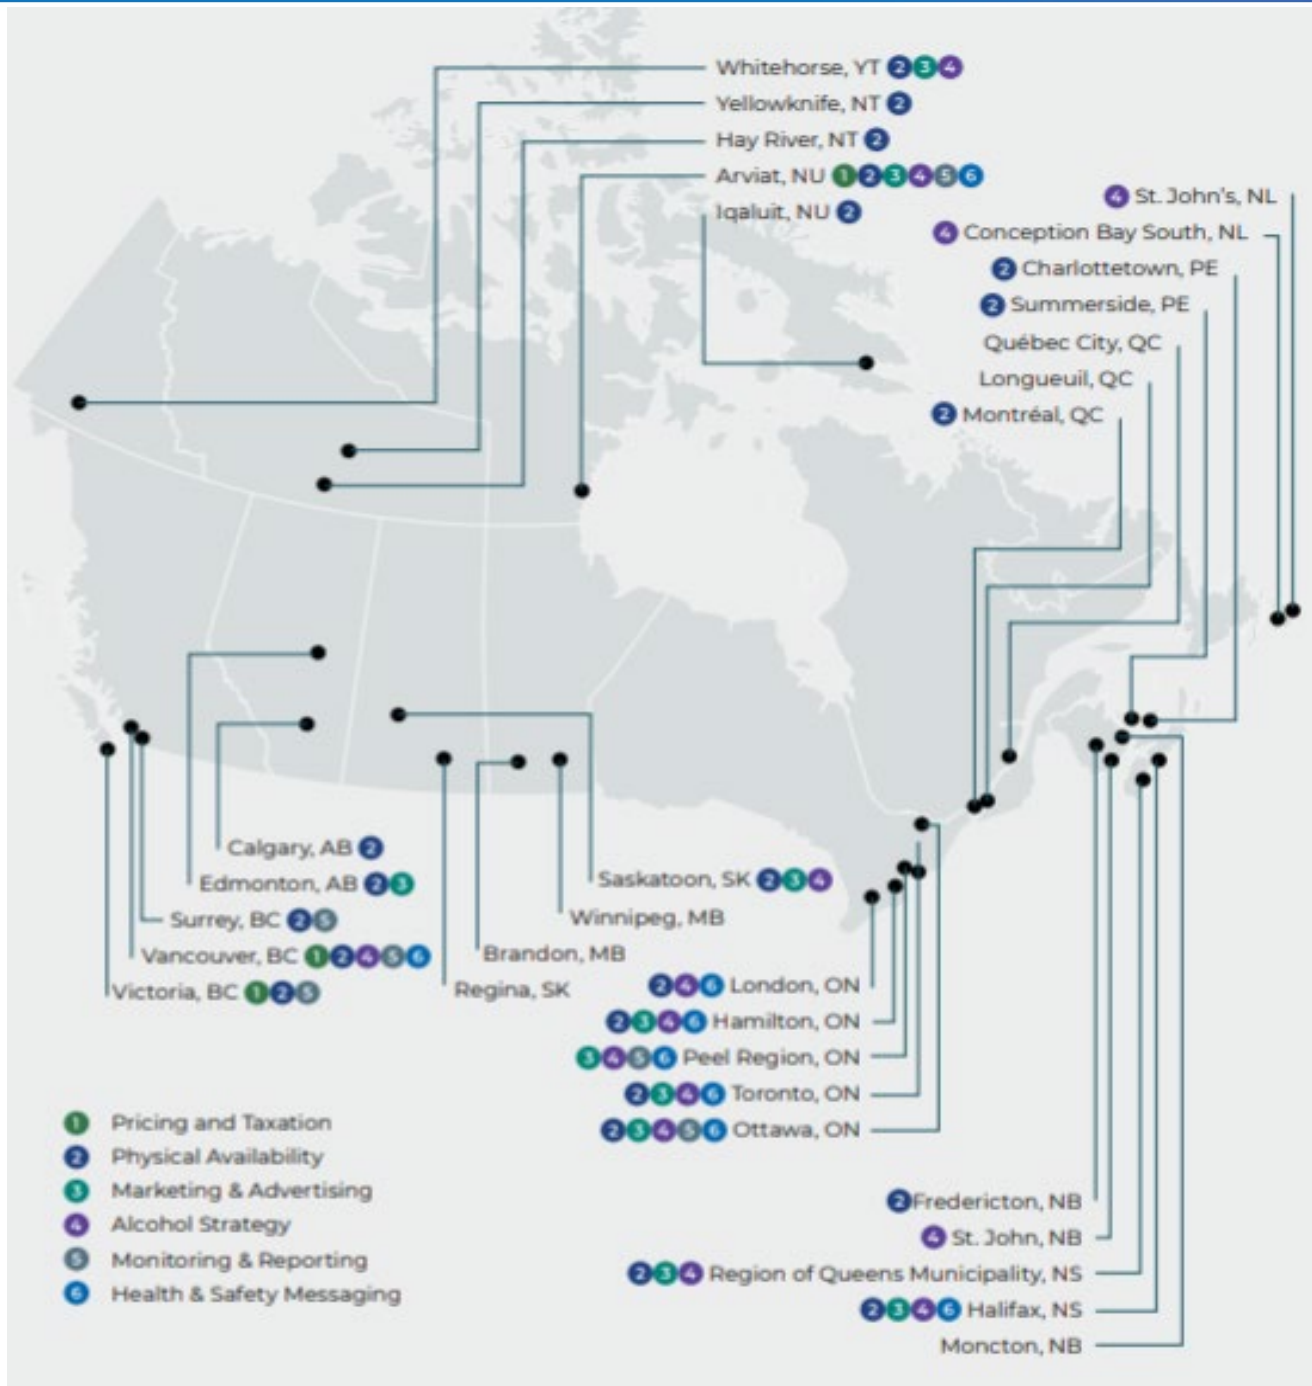 Whitehorse, YT 2 3 4
Yellowknife, NT 2
Hay River, NT 2
Arviat, NU 1 2 3 4 5 6
Iqaluit, NU 2
4 St. John's, NL
4 Conception Bay South, NL
2 Charlottetown, PE
2 Summerside, PE
Québec City, QC
Longueuil, QC
2 Montréal, QC
Calgary, AB 2
Edmonton, AB 2 3
Surrey, BC 2 5
Vancouver, BC 1 2 4 5 6
Victoria, BC 1 2 5
Saskatoon, SK 2 3 4
Winnipeg, MB
Brandon, MB
Regina, SK
2 4 6 London, ON
2 3 4 6 Hamilton, ON
3 4 5 6 Peel Region, ON
2 3 4 6 Toronto, ON
2 3 4 5 6 Ottawa, ON
1 Pricing and Taxation
2 Physical Availability
3 Marketing & Advertising
4 Alcohol Strategy
5 Monitoring & Reporting
6 Health & Safety Messaging
2 Fredericton, NB
4 St. John, NB
2 3 4 Region of Queens Municipality, NS
2 3 4 6 Halifax, NS
Moncton, NB